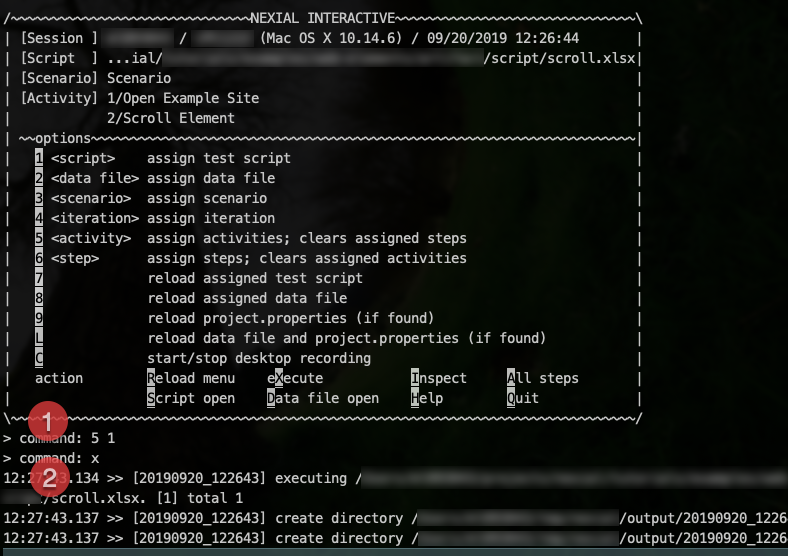 /~~~~~~~~~~~~~~~~~~~~~~~~~~~~~~NEXIAL INTERACTIVE~~~~~~~~~~~~~~~~~~~~~~~~~~~~~~\
| [Session ] / (Mac OS X 10.14.6) / 09/20/2019 12:26:44 |
| [Script  ] ...ial/ /script/scroll.xlsx|
| [Scenario] Scenario |
| [Activity] 1/Open Example Site |
| 2/Scroll Element |
| ~~options~~~~~~~~~~~~~~~~~~~~~~~~~~~~~~~~~~~~~~~~~~~~~~~~~~~~~~~~~~~~~~~~~~~~|
| 1 <script> assign test script |
| 2 <data file> assign data file |
| 3 <scenario> assign scenario |
| 4 <iteration> assign iteration |
| 5 <activity> assign activities; clears assigned steps |
| 6 <step> assign steps; clears assigned activities |
| 7 reload assigned test script |
| 8 reload assigned data file |
| 9 reload project.properties (if found) |
| L reload data file and project.properties (if found) |
| C start/stop desktop recording |
| action Reload menu eXecute Inspect All steps |
| Script open Data file open Help Quit |
\~~~~~~~~~~~~~~~~~~~~~~~~~~~~~~~~~~~~~~~~~~~~~~~~~~~~~~~~~~~~~~~~~~~~~~~~~~~~~~/
1
> command: 5 1
> command: x
2
12:27:43.134 >> [20190920_122643] executing /
/scroll.xlsx. [1] total 1
12:27:43.137 >> [20190920_122643] create directory / /output/20190920_1226
12:27:43.137 >> [20190920_122643] create directory / /output/20190920_1226